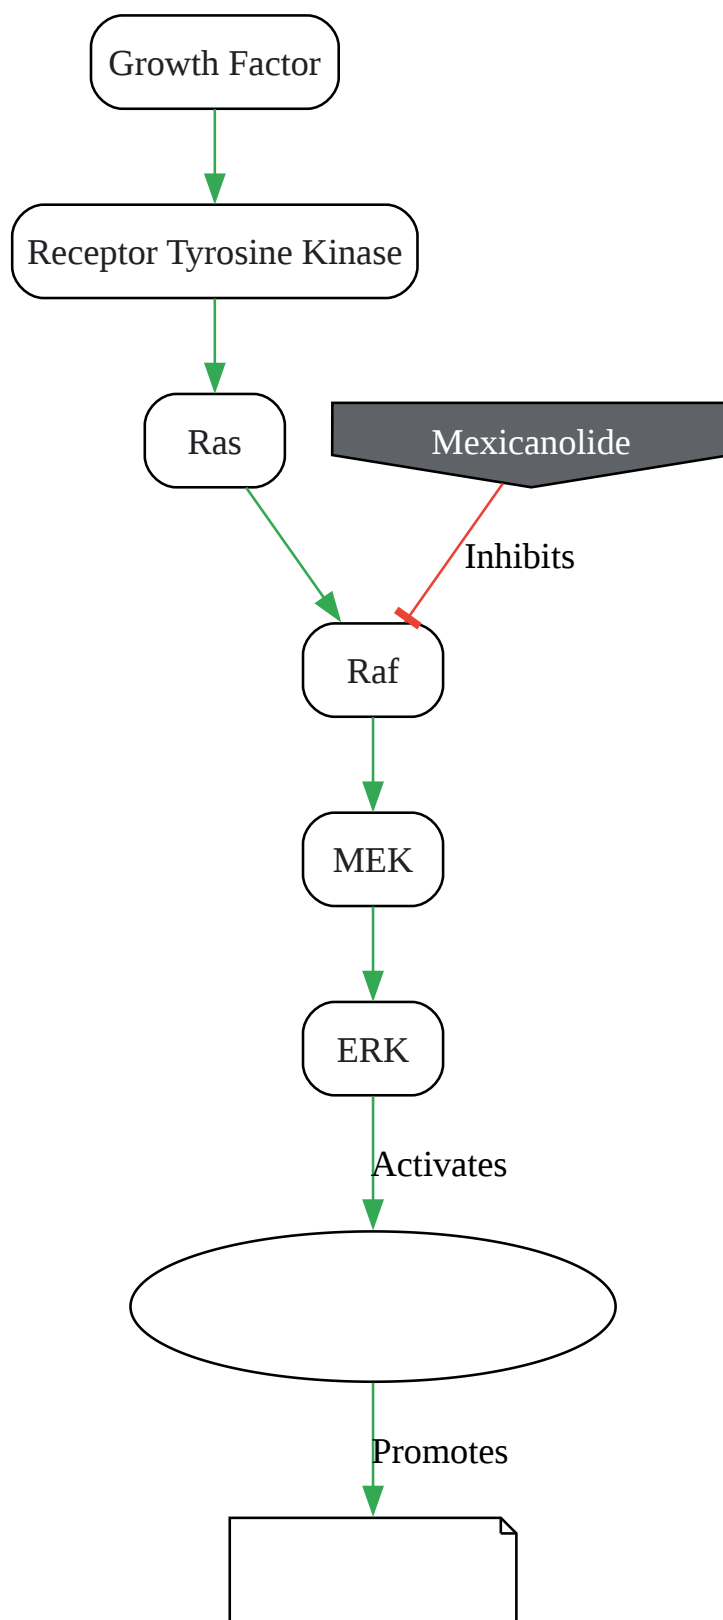 Growth Factor
Receptor Tyrosine Kinase
Ras
Mexicanolide
Inhibits
Raf
MEK
ERK
Activates
Promotes